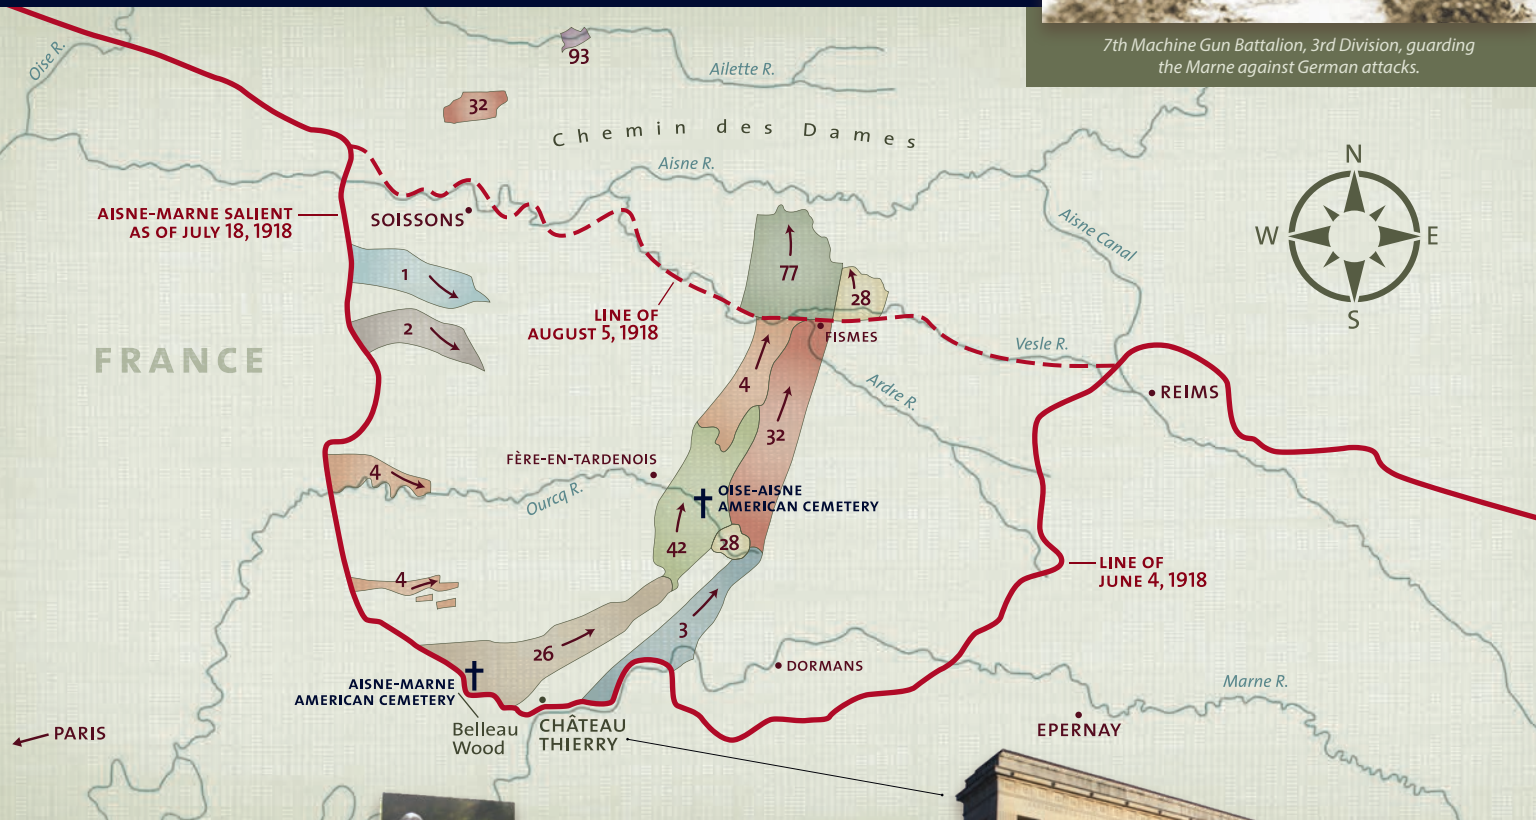 7th Machine Gun Battalion, 3rd Division, guarding
the Marne against German attacks.
Oise R.
93
Ailette R.
32
Chemin des Dames
Aisne R.
N
W
E
S
AISNE-MARNE SALIENT
AS OF JULY 18, 1918
SOISSONS
Aisne Canal
1
77
28
LINE OF
AUGUST 5, 1918
2
FISMES
Vesle R.
FRANCE
4
Ardre R.
REIMS
32
FÈRE-EN-TARDENOIS
4
Ourcq R.
OISE-AISNE
AMERICAN CEMETERY
42
28
LINE OF
JUNE 4, 1918
4
3
26
DORMANS
AISNE-MARNE
AMERICAN CEMETERY
Marne R.
Belleau
Wood
CHÂTEAU
THIERRY
EPERNAY
PARIS